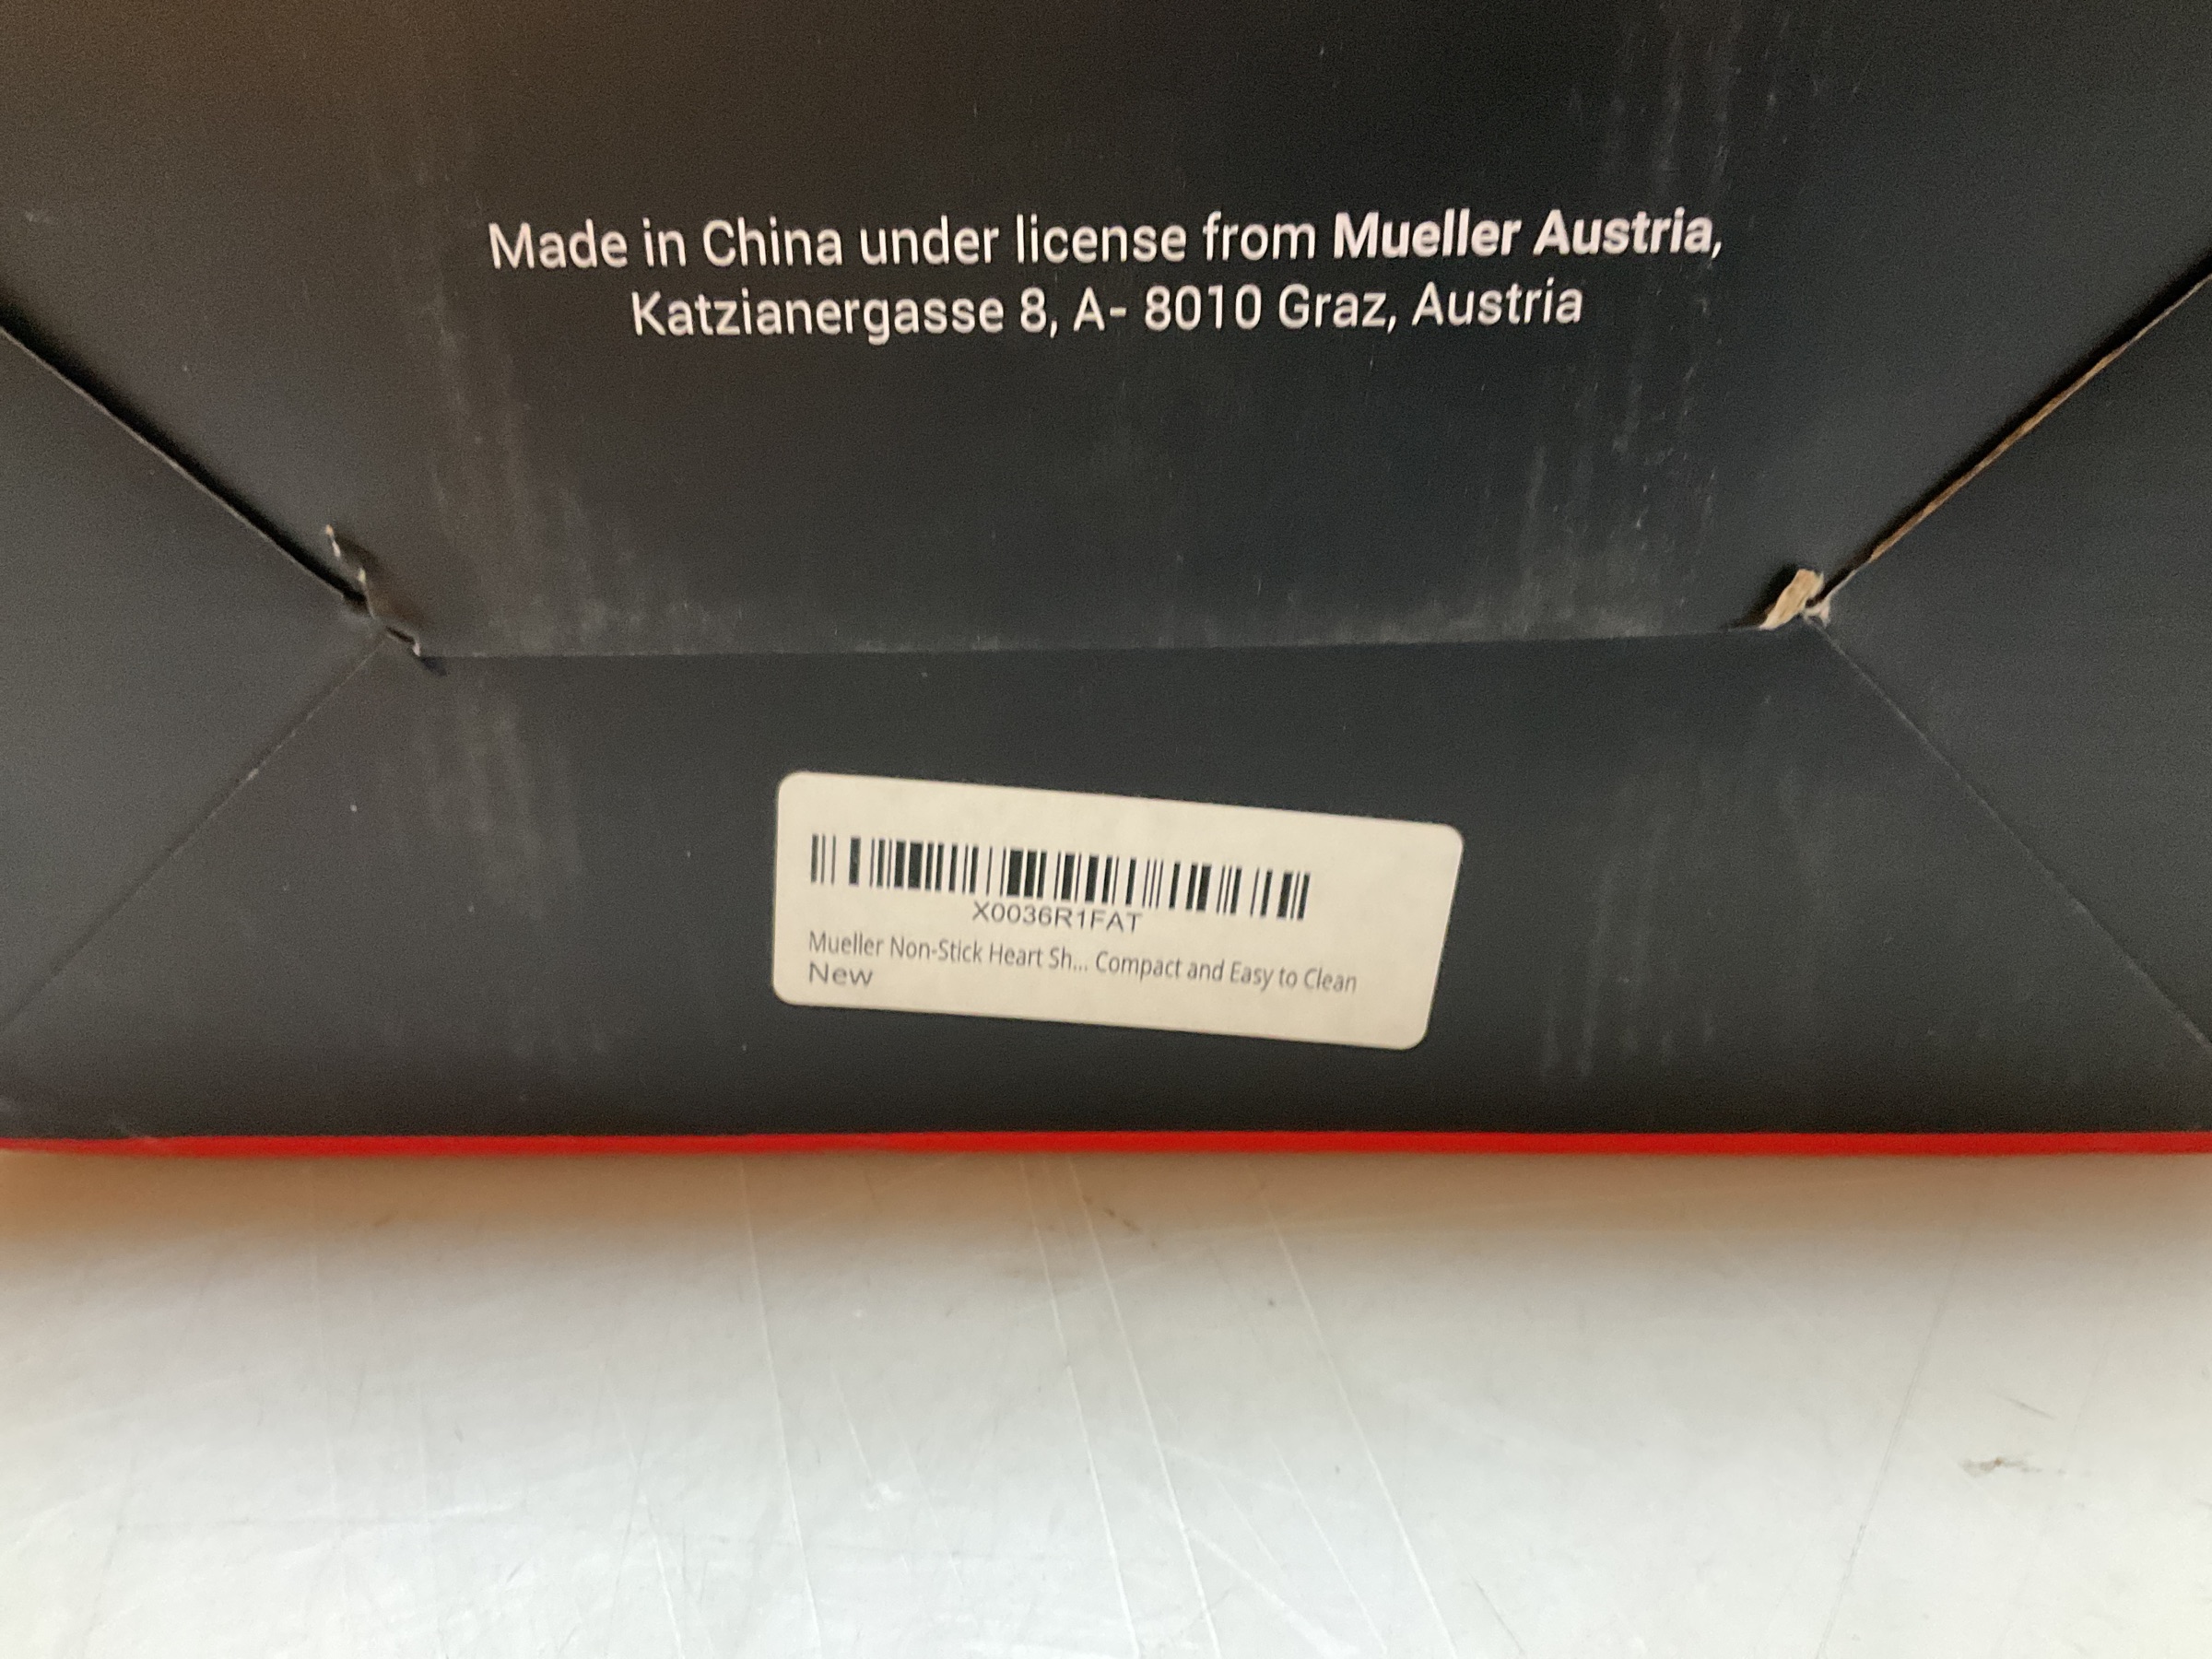 Made in China under license from Mueller Austria,
Katzianergasse 8, A- 8010 Graz, Austria
X0036R1FAT
Mueller Non-Stick Heart Sh... Compact and Easy to Clean
New